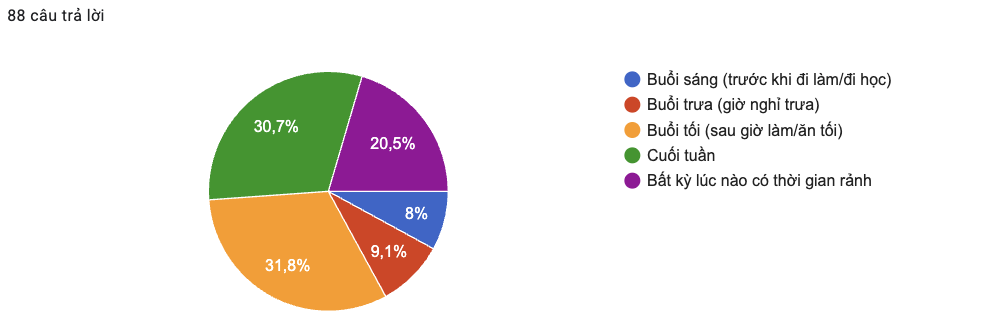 88 câu trả lời
30,7%
20,5%
8%
9,1%
31,8%
Buổi sáng (trước khi đi làm/đi học)
Buổi trưa (giờ nghỉ trưa)
Buổi tối (sau giờ làm/ăn tối)
Cuối tuần
Bất kỳ lúc nào có thời gian rảnh